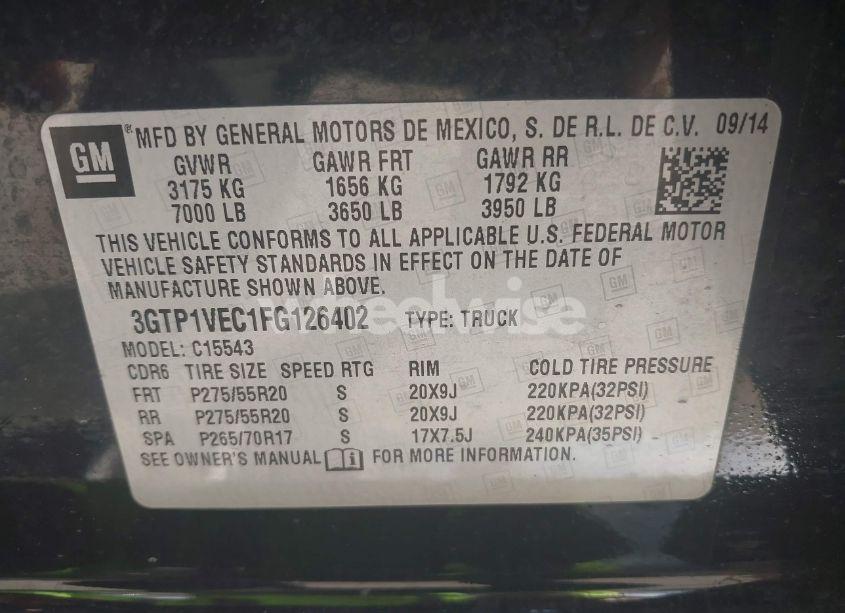 GM
® MFD BY GENERAL MOTORS DE MEXICO, S. DE R.L. DE C.V. 09/14
GVWR GAWR FRT GAWR RR
3175 KG 1656 KG 1792 KG
7000 LB 3650 LB 3950 LB
THIS VEHICLE CONFORMS TO ALL APPLICABLE U.S. FEDERAL MOTOR
VEHICLE SAFETY STANDARDS IN EFFECT ON THE DATE OF
MANUFACTURE SHOWN ABOVE.
3GTP1VEC1FG126402 TYPE: TRUCK
wheelwise
MODEL: C15543
CDR6 TIRE SIZE SPEED RTG RIM COLD TIRE PRESSURE
FRT P275/55R20 S 20X9J 220KPA(32PSI)
RR P275/55R20 S 20X9J 220KPA(32PSI)
SPA P265/70R17 S 17X7.5J 240KPA(35PSI)
SEE OWNER'S MANUAL FOR MORE INFORMATION.